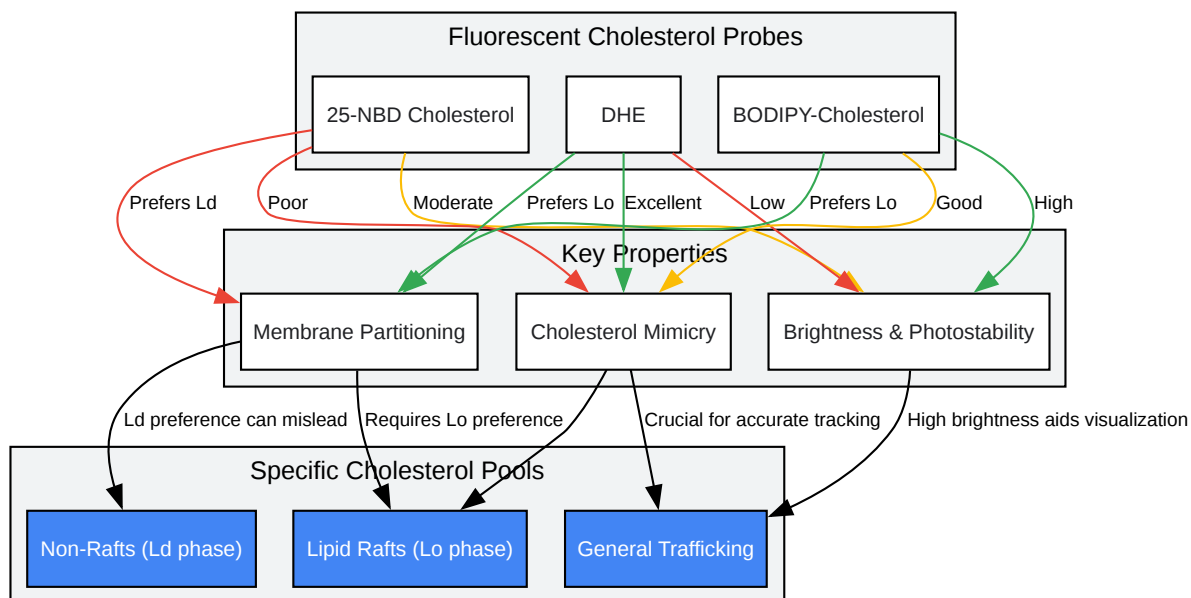 Fluorescent Cholesterol Probes
25-NBD Cholesterol
DHE
BODIPY-Cholesterol
Prefers Ld
Poor
Moderate
Prefers Lo
Excellent
Low
Prefers Lo
Good
High
Key Properties
Membrane Partitioning
Cholesterol Mimicry
Brightness & Photostability
Ld preference can mislead
Requires Lo preference
Crucial for accurate tracking
High brightness aids visualization
Specific Cholesterol Pools
Non-Rafts (Ld phase)
Lipid Rafts (Lo phase)
General Trafficking